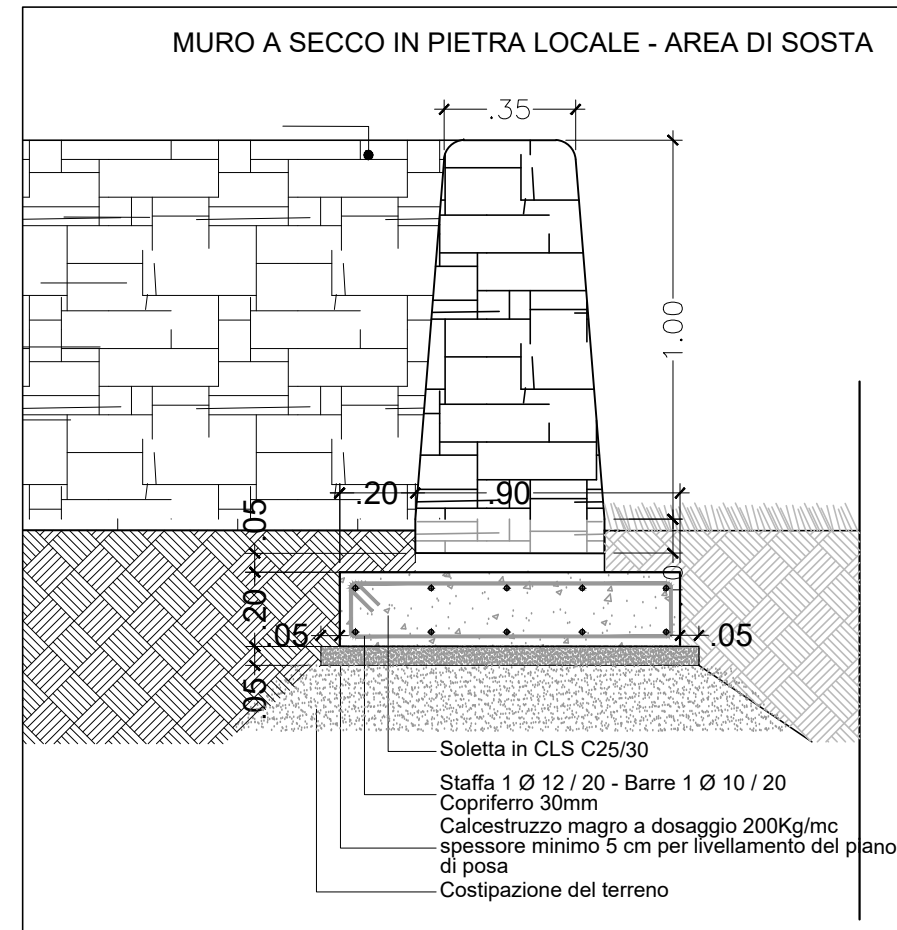 MURO A SECCO IN PIETRA LOCALE - AREA DI SOSTA
.35
1.00
.20
.90
.05
.20
.05
.05
.05
Soletta in CLS C25/30
Staffa 1 Ø 12 / 20 - Barre 1 Ø 10 / 20
Copriferro 30mm
Calcestruzzo magro a dosaggio 200Kg/mc
spessore minimo 5 cm per livellamento del piano
di posa
Costipazione del terreno